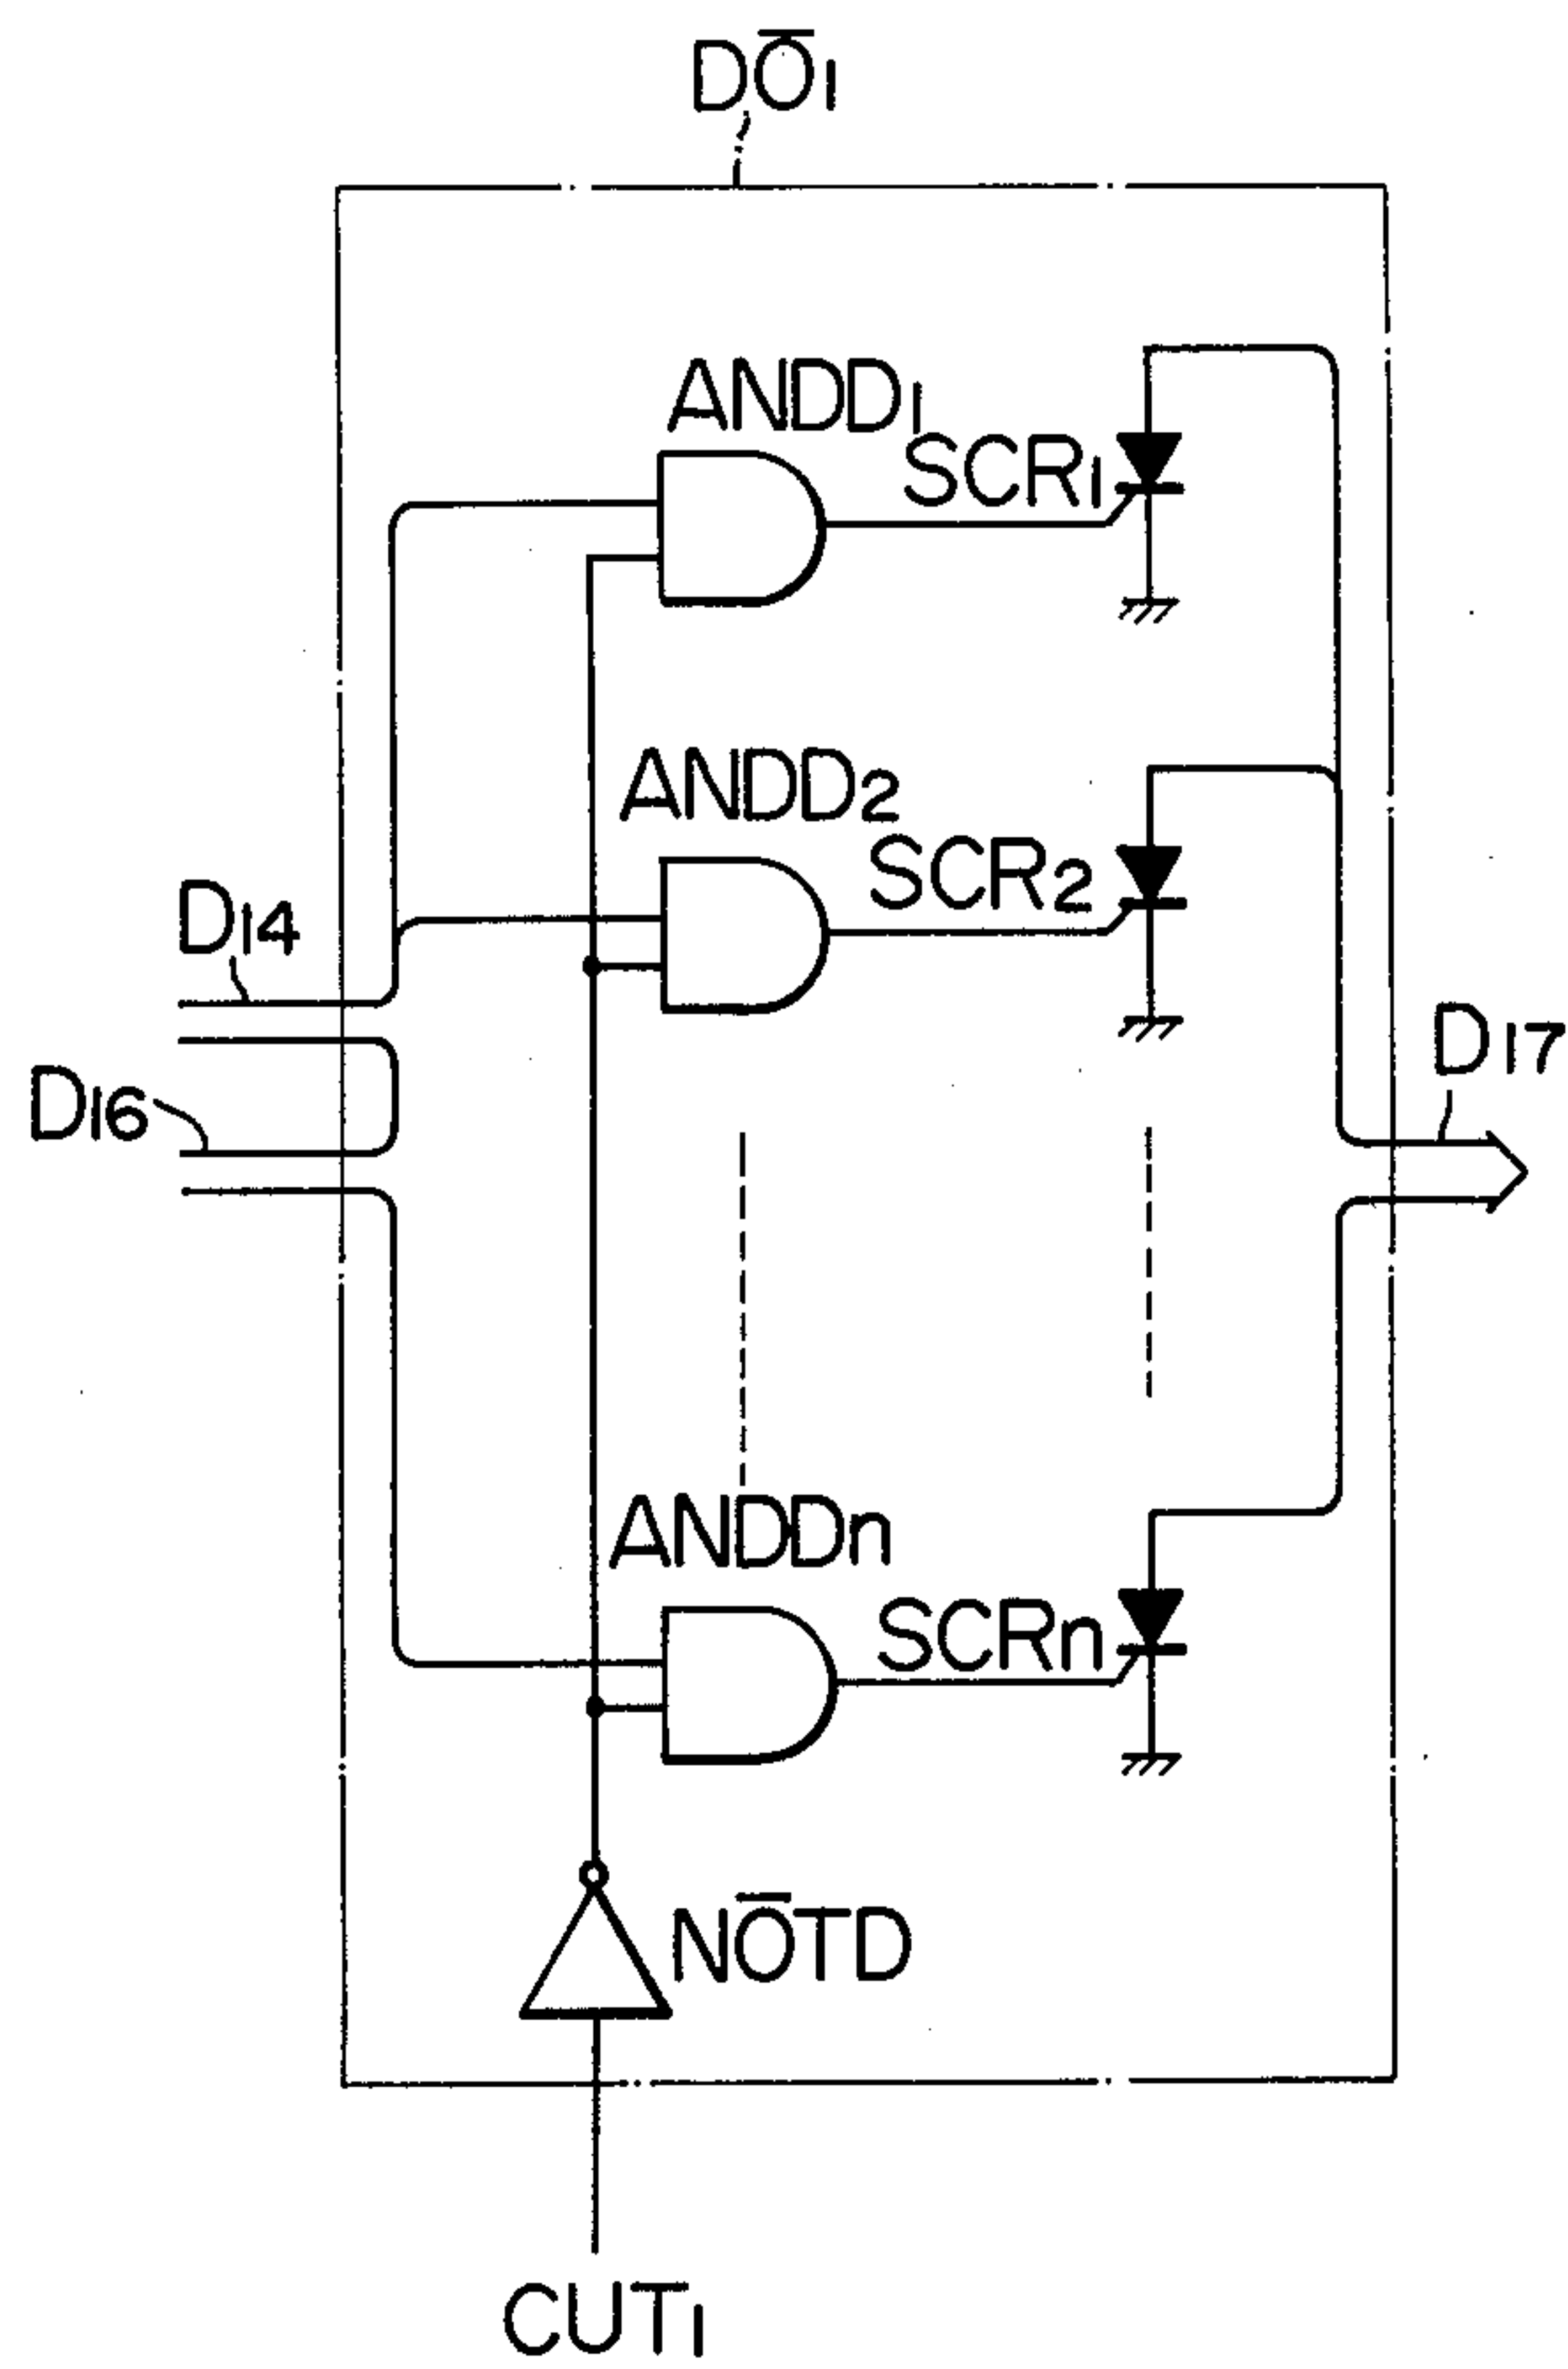 DŌ1
ANDD1
SCR1
ANDD2
SCR2
D14
D17
D16
ANDDn
SCRn
NŌTD
CUT1